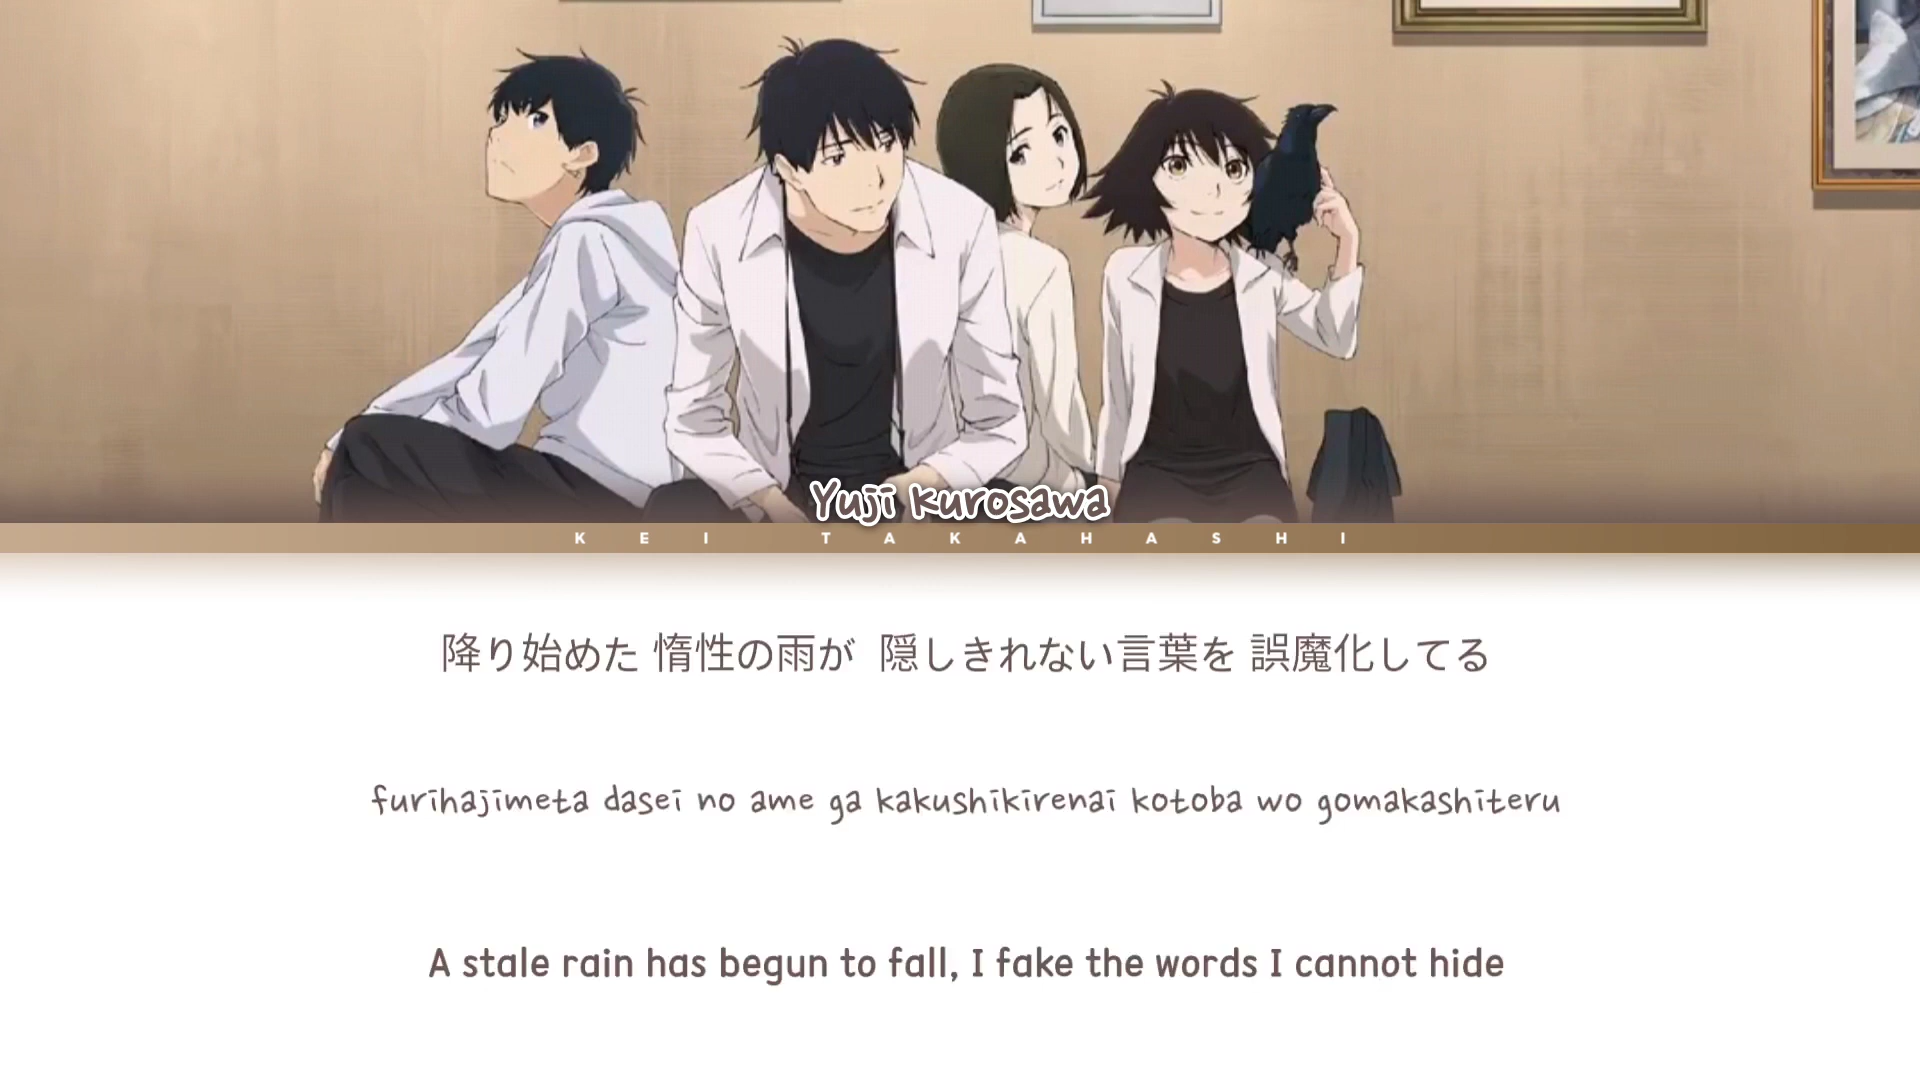 Yuji Kurosawa
KEI TAKAHASHI
降り始めた 惰性の雨が 隠しきれない言葉を 誤魔化してる
furihajimeta dasei no ame ga kakushikirenai kotoba wo gomakashiteru
A stale rain has begun to fall, I fake the words I cannot hide